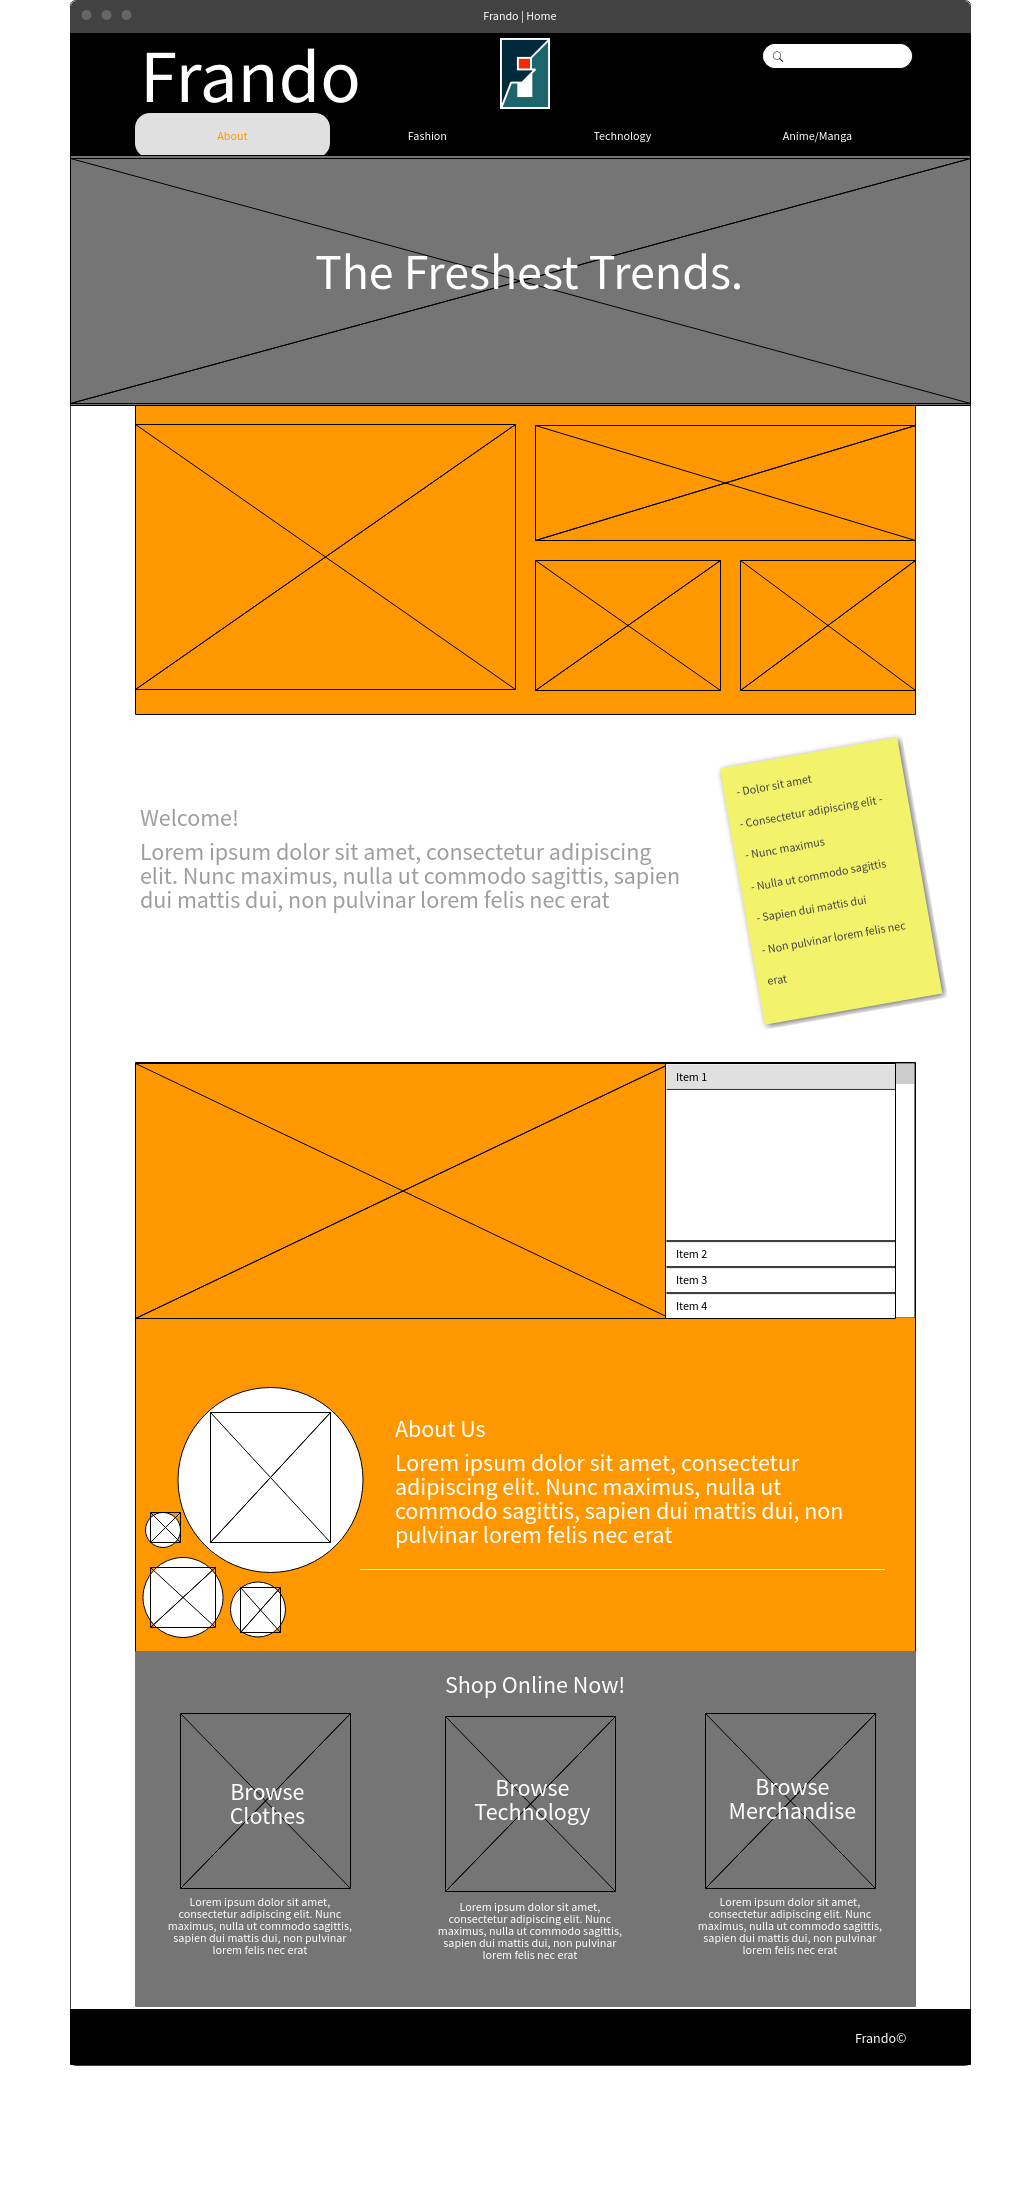 Frando | Home
Frando
About
Fashion
Technology
Anime/Manga
The Freshest Trends.
Welcome!
Lorem ipsum dolor sit amet, consectetur adipiscing
elit. Nunc maximus, nulla ut commodo sagittis, sapien
dui mattis dui, non pulvinar lorem felis nec erat
- Dolor sit amet
- Consectetur adipiscing elit -
- Nunc maximus
- Nulla ut commodo sagittis
- Sapien dui mattis dui
- Non pulvinar lorem felis nec
erat
Item 1
Item 2
Item 3
Item 4
About Us
Lorem ipsum dolor sit amet, consectetur
adipiscing elit. Nunc maximus, nulla ut
commodo sagittis, sapien dui mattis dui, non
pulvinar lorem felis nec erat
Shop Online Now!
Browse
Clothes
Lorem ipsum dolor sit amet,
consectetur adipiscing elit. Nunc
maximus, nulla ut commodo sagittis,
sapien dui mattis dui, non pulvinar
lorem felis nec erat
Browse
Technology
Lorem ipsum dolor sit amet,
consectetur adipiscing elit. Nunc
maximus, nulla ut commodo sagittis,
sapien dui mattis dui, non pulvinar
lorem felis nec erat
Browse
Merchandise
Lorem ipsum dolor sit amet,
consectetur adipiscing elit. Nunc
maximus, nulla ut commodo sagittis,
sapien dui mattis dui, non pulvinar
lorem felis nec erat
Frando©